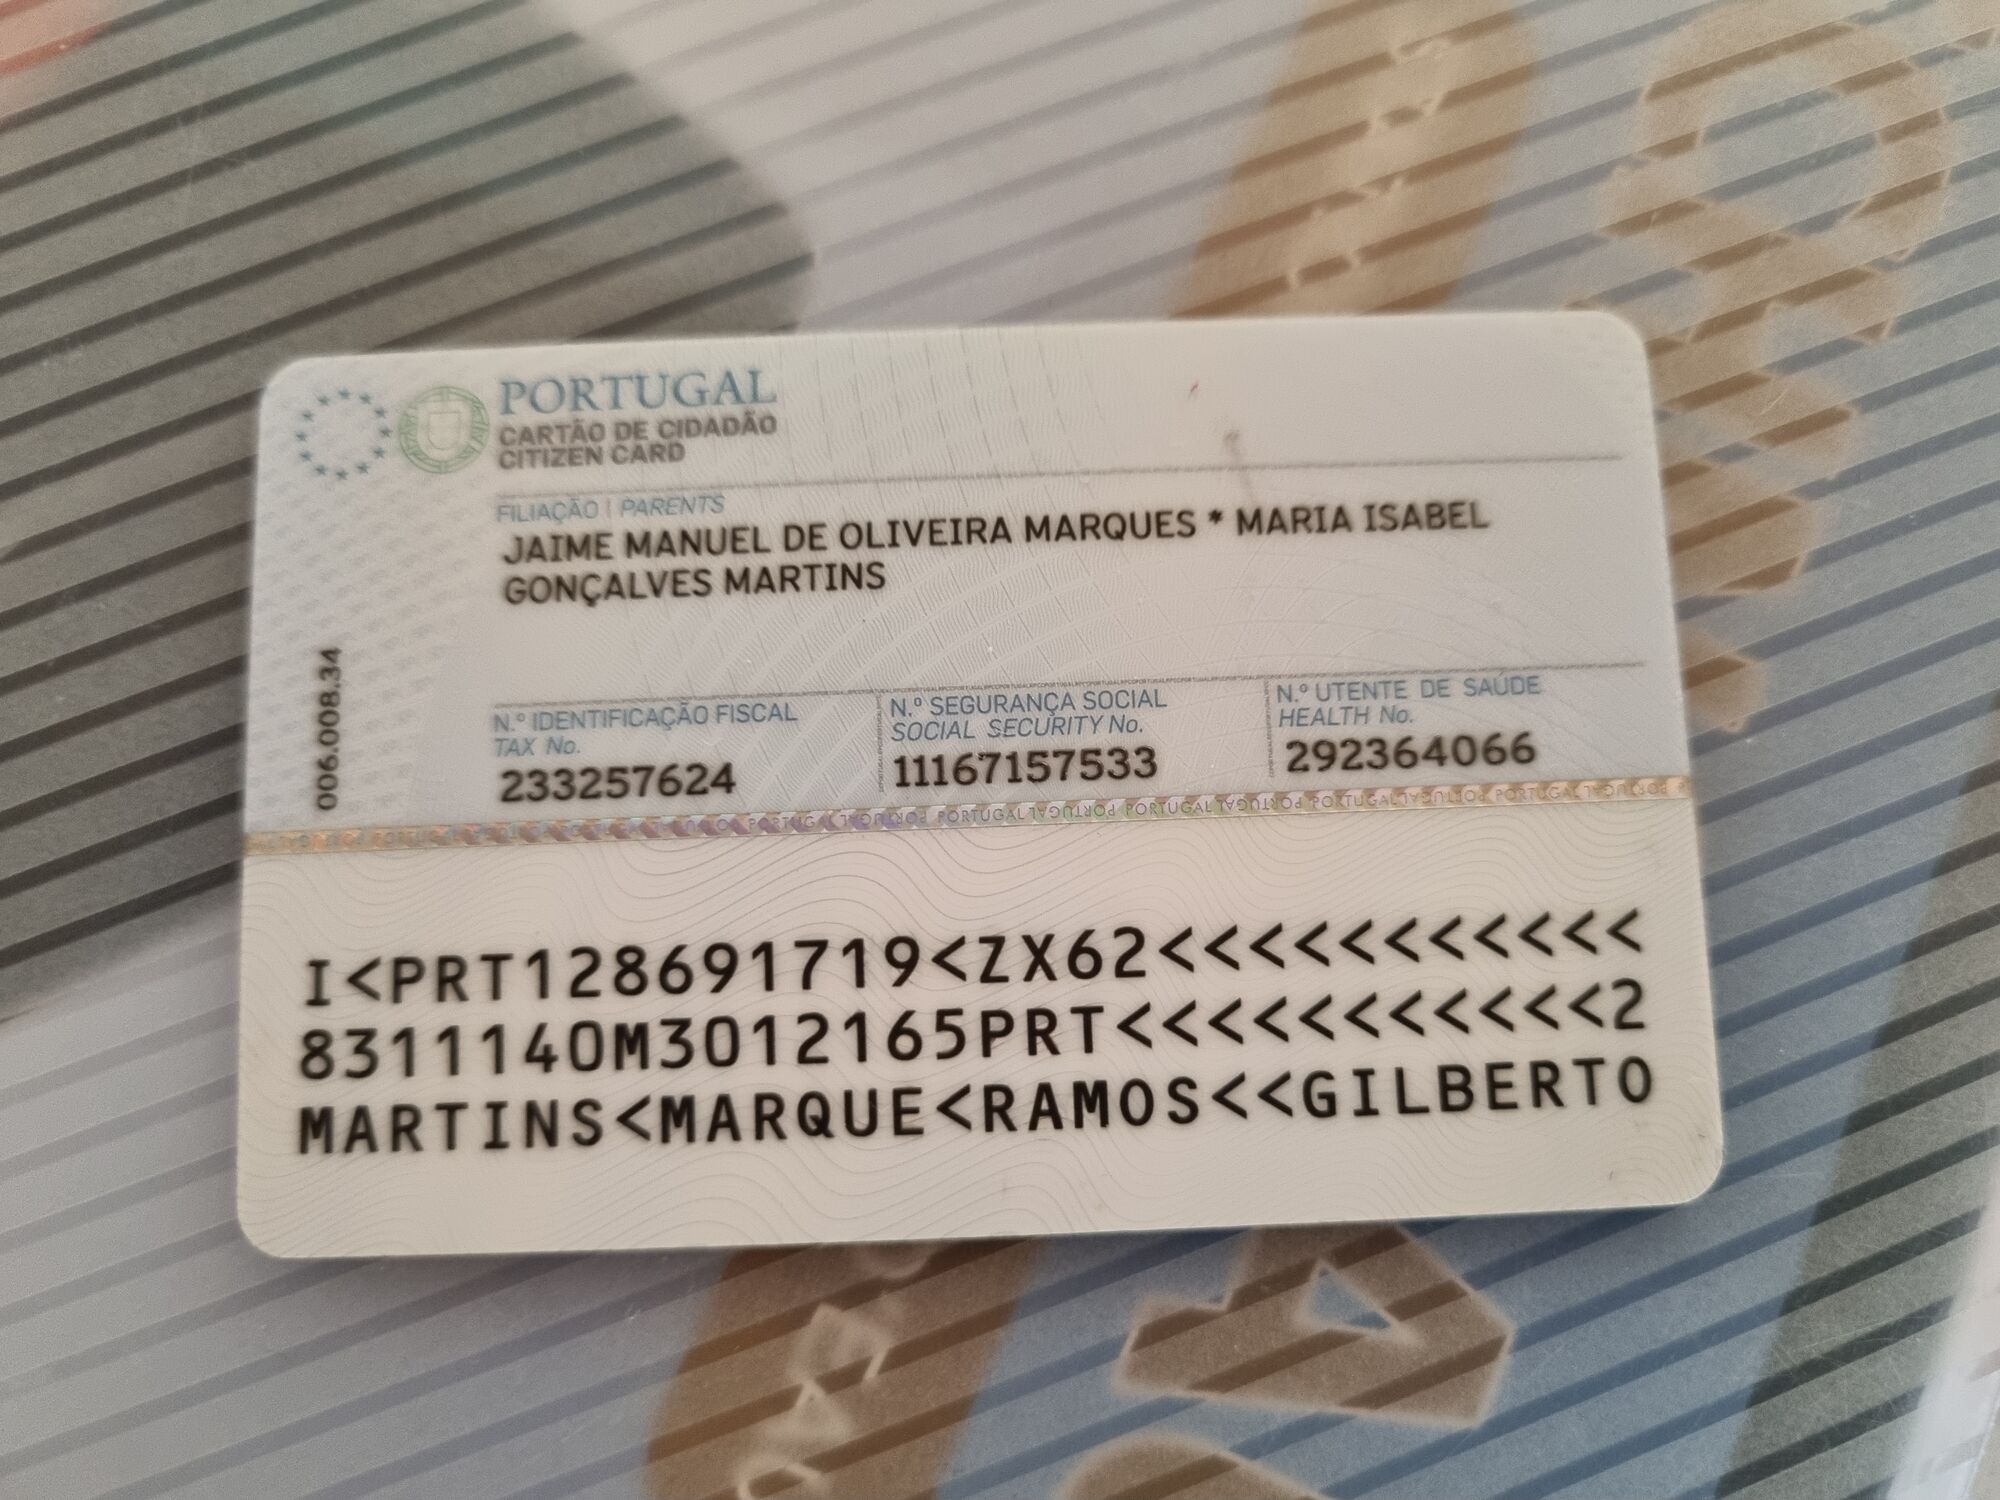 PORTUGAL
CARTÃO DE CIDADÃO
CITIZEN CARD
FILIAÇÃO | PARENTS
JAIME MANUEL DE OLIVEIRA MARQUES * MARIA ISABEL
GONÇALVES MARTINS
006.008.34
N.º IDENTIFICAÇÃO FISCAL
TAX No.
233257624
N.º SEGURANÇA SOCIAL
SOCIAL SECURITY No.
11167157533
N.º UTENTE DE SAÚDE
HEALTH No.
292364066
I<PRT128691719<ZX62<<<<<<<<<<<
8311140M3012165PRT<<<<<<<<<<<2
MARTINS<MARQUE<RAMOS<<GILBERTO